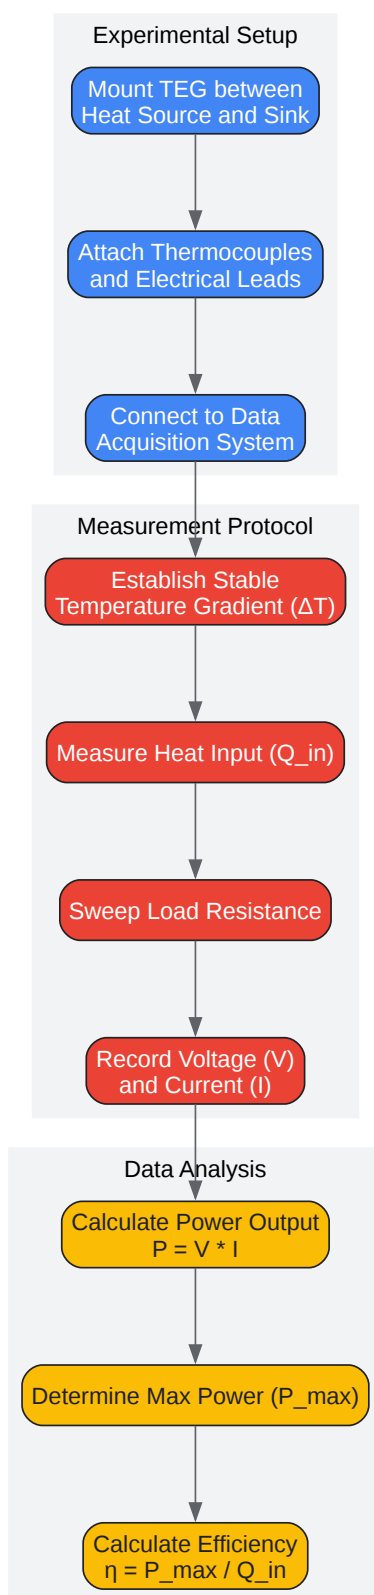 Experimental Setup
Mount TEG between
Heat Source and Sink
Attach Thermocouples
and Electrical Leads
Connect to Data
Acquisition System
Measurement Protocol
Establish Stable
Temperature Gradient (ΔT)
Measure Heat Input (Q_in)
Sweep Load Resistance
Record Voltage (V)
and Current (I)
Data Analysis
Calculate Power Output
P = V * I
Determine Max Power (P_max)
Calculate Efficiency
η = P_max / Q_in